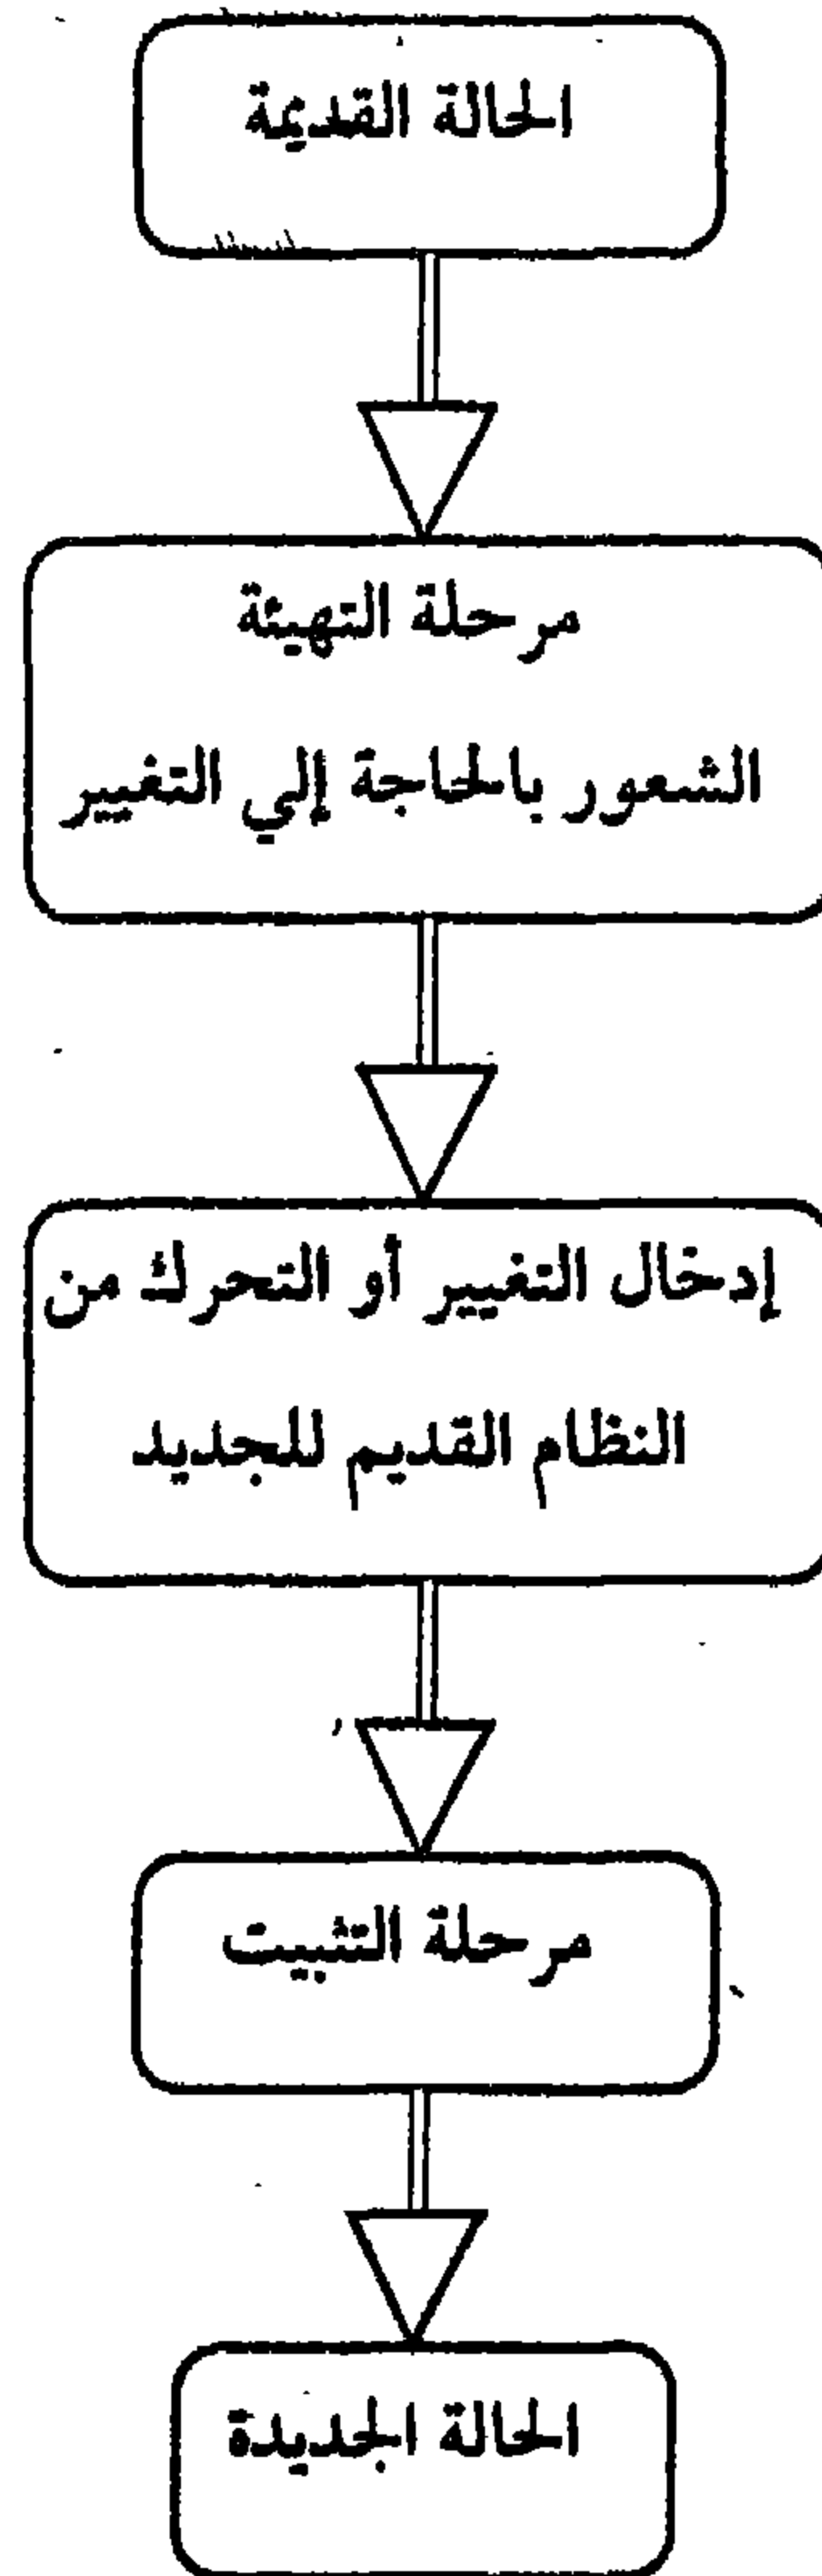 الحالة القديمة
مرحلة التهيئة
الشعور بالحاجة إلي التغيير
إدخال التغيير أو التحرك من
النظام القديم للجديد
مرحلة التثبيت
الحالة الجديدة